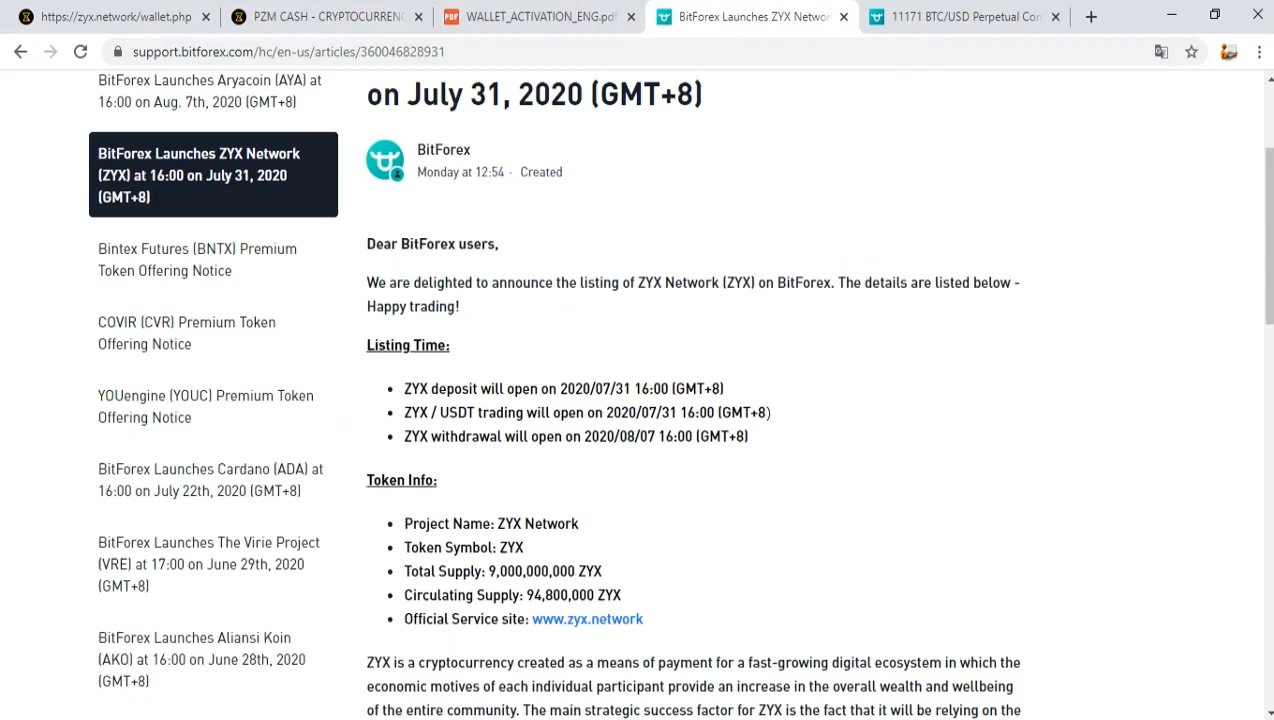 https://zyx.network/wallet.php
PZM CASH - CRYPTOCURRENC
WALLET_ACTIVATION_ENG.pdf
BitForex Launches ZYX Networ
11171 BTC/USD Perpetual Con
support.bitforex.com/hc/en-us/articles/360046828931
BitForex Launches Aryacoin (AYA) at
16:00 on Aug. 7th, 2020 (GMT+8)
BitForex Launches ZYX Network
(ZYX) at 16:00 on July 31, 2020
(GMT+8)
Bintex Futures (BNTX) Premium
Token Offering Notice
COVIR (CVR) Premium Token
Offering Notice
YOUengine (YOUC) Premium Token
Offering Notice
BitForex Launches Cardano (ADA) at
16:00 on July 22th, 2020 (GMT+8)
BitForex Launches The Virie Project
(VRE) at 17:00 on June 29th, 2020
(GMT+8)
BitForex Launches Aliansi Koin
(AKO) at 16:00 on June 28th, 2020
(GMT+8)
on July 31, 2020 (GMT+8)
BitForex
Monday at 12:54 · Created
Dear BitForex users,
We are delighted to announce the listing of ZYX Network (ZYX) on BitForex. The details are listed below -
Happy trading!
Listing Time:
• ZYX deposit will open on 2020/07/31 16:00 (GMT+8)
• ZYX / USDT trading will open on 2020/07/31 16:00 (GMT+8)
• ZYX withdrawal will open on 2020/08/07 16:00 (GMT+8)
Token Info:
• Project Name: ZYX Network
• Token Symbol: ZYX
• Total Supply: 9,000,000,000 ZYX
• Circulating Supply: 94,800,000 ZYX
• Official Service site: www.zyx.network
ZYX is a cryptocurrency created as a means of payment for a fast-growing digital ecosystem in which the
economic motives of each individual participant provide an increase in the overall wealth and wellbeing
of the entire community. The main strategic success factor for ZYX is the fact that it will be relying on the